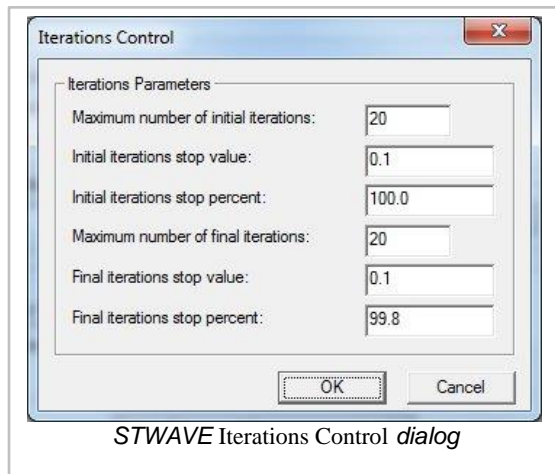 Iterations Control
Iterations Parameters
Maximum number of initial iterations: 20
Initial iterations stop value: 0.1
Initial iterations stop percent: 100.0
Maximum number of final iterations: 20
Final iterations stop value: 0.1
Final iterations stop percent: 99.8
OK Cancel
STWAVE Iterations Control dialog